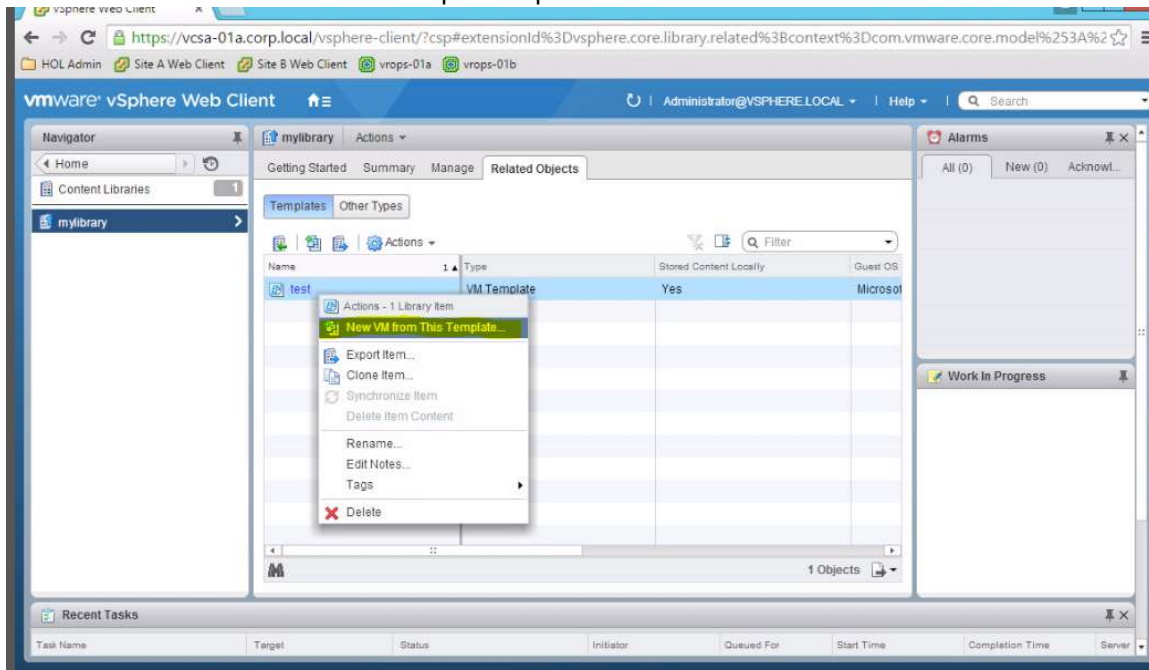 vSphere Web Client x
https://vcsa-01a.corp.local/vsphere-client/?csp#extensionId%3Dvsphere.core.library.related%3Bcontext%3Dcom.vmware.core.model%253A%2
HOL Admin Site A Web Client Site B Web Client vrops-01a vrops-01b
vmware® vSphere Web Client Administrator@VSPHERE.LOCAL Help Search
Navigator
Home
Content Libraries 1
mylibrary
mylibrary Actions
Getting Started Summary Manage Related Objects
Templates Other Types
Actions Filter
Name 1 Type Stored Content Locally Guest OS
test VM Template Yes Microsof
Actions - 1 Library Item
New VM from This Template...
Export Item...
Clone Item...
Synchronize Item
Delete Item Content
Rename...
Edit Notes...
Tags
Delete
1 Objects
Alarms
All (0) New (0) Acknowl...
Work In Progress
Recent Tasks
Task Name Target Status Initiator Queued For Start Time Completion Time Server